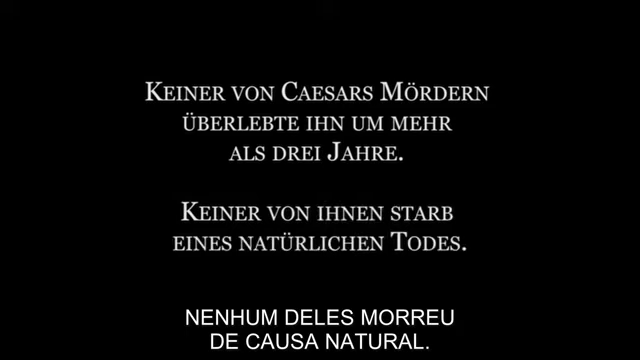 Keiner von Caesars Mördern
überlebte ihn um mehr
als drei Jahre.
Keiner von ihnen starb
eines natürlichen Todes.
NENHUM DELES MORREU
DE CAUSA NATURAL.